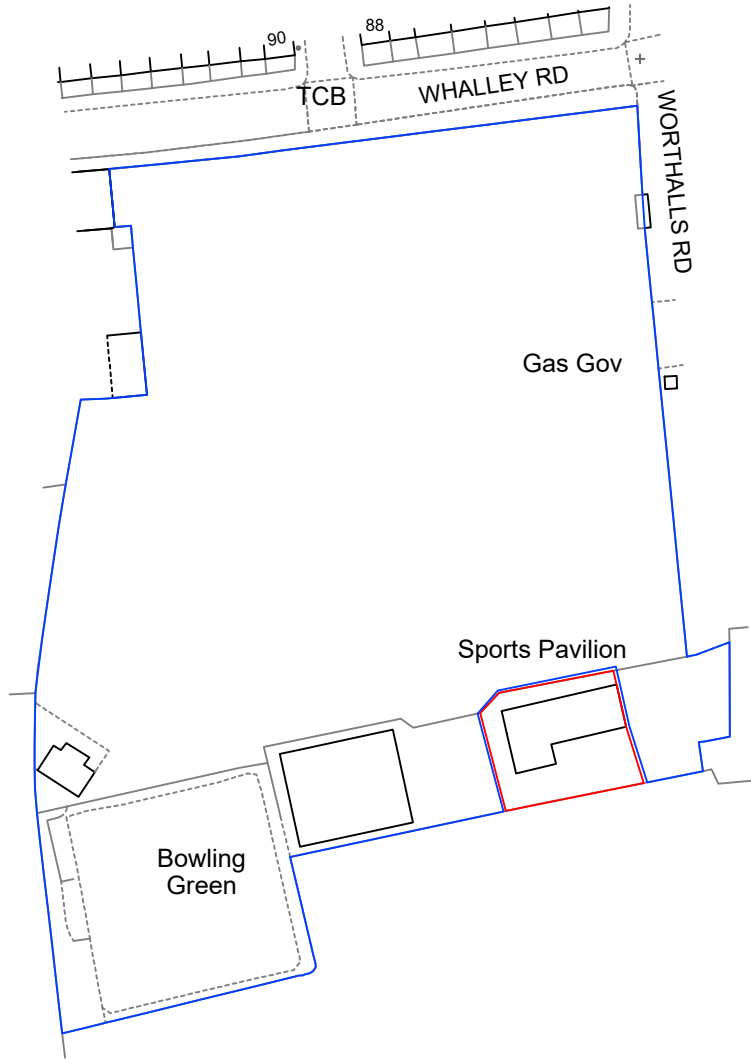 90
88
TCB
WHALLEY RD
WORTHALLS RD
Gas Gov
Sports Pavilion
Bowling
Green